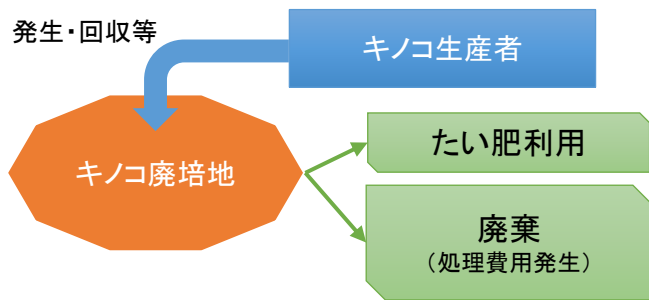 発生・回収等
キノコ生産者
キノコ廃培地
たい肥利用
廃棄
（処理費用発生）